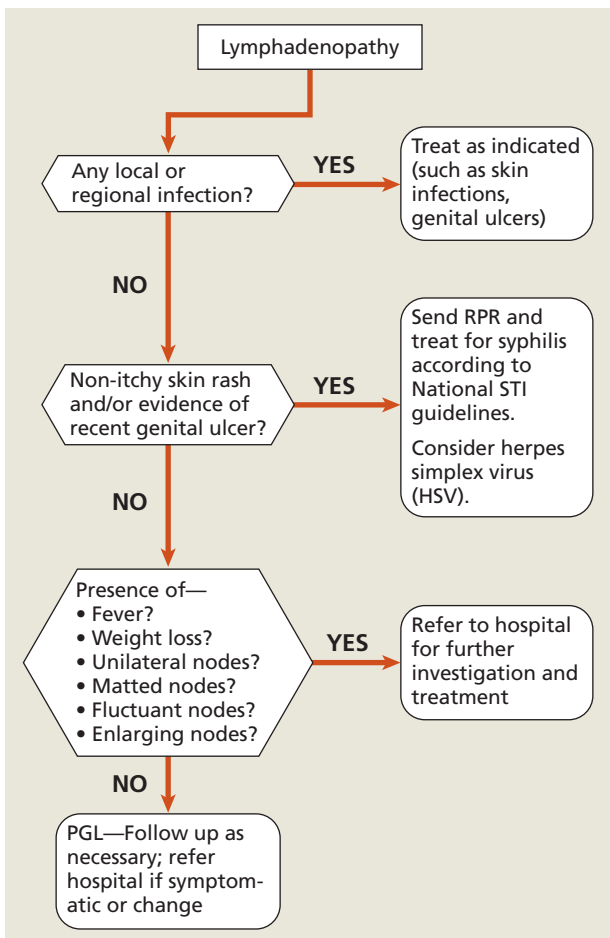 Lymphadenopathy
Any local or
regional infection?
YES
Treat as indicated
(such as skin
infections,
genital ulcers)
NO
Non-itchy skin rash
and/or evidence of
recent genital ulcer?
YES
Send RPR and
treat for syphilis
according to
National STI
guidelines.
Consider herpes
simplex virus
(HSV).
NO
Presence of—
• Fever?
• Weight loss?
• Unilateral nodes?
• Matted nodes?
• Fluctuant nodes?
• Enlarging nodes?
YES
Refer to hospital
for further
investigation and
treatment
NO
PGL—Follow up as
necessary; refer
hospital if symptom-
atic or change